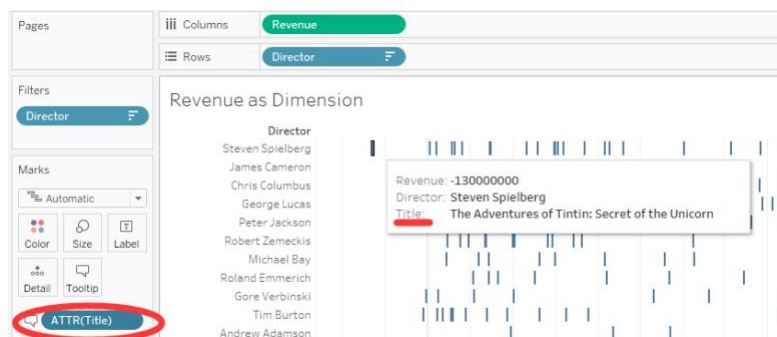 Pages
Columns
Revenue
Rows
Director
Filters
Director
Revenue as Dimension
Director
Steven Spielberg
James Cameron
Chris Columbus
George Lucas
Peter Jackson
Robert Zemeckis
Michael Bay
Roland Emmerich
Gore Verbinski
Tim Burton
Andrew Adamson
Revenue: -130000000
Director: Steven Spielberg
Title: The Adventures of Tintin: Secret of the Unicorn
Marks
Automatic
Color Size Label
Detail Tooltip
ATTR(Title)